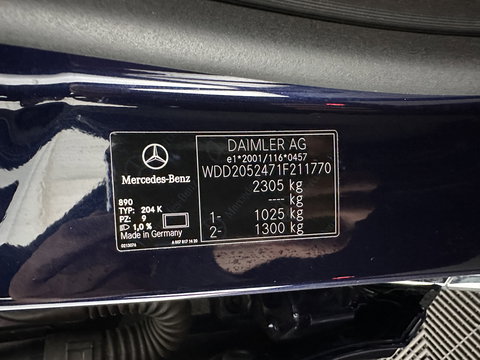 DAIMLER AG
e1*2001/116*0457
WDD2052471F211770
2305 kg
---- kg
1- 1025 kg
2- 1300 kg
Mercedes-Benz
890
TYP: 204 K
PZ: 9
1,0 %
Made in Germany